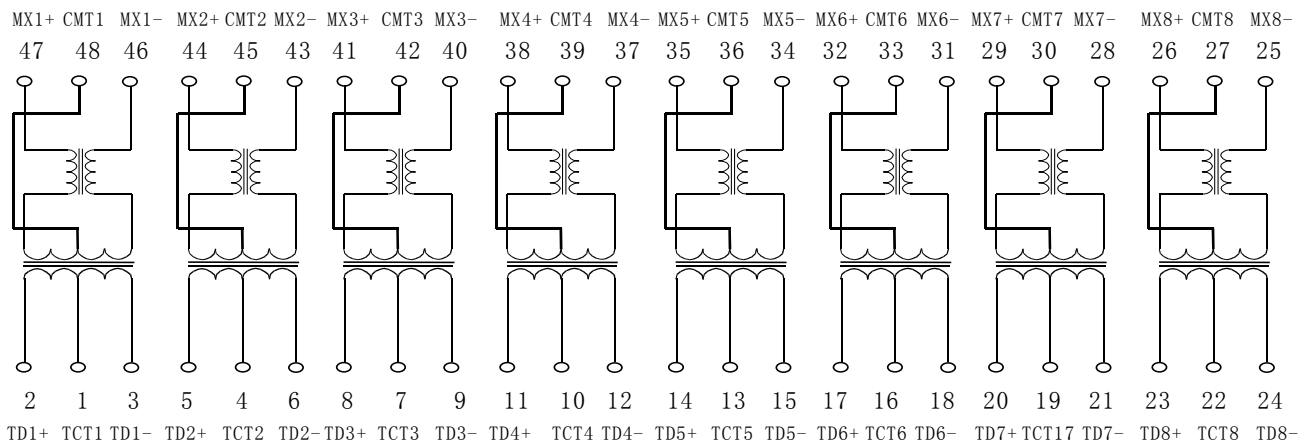 MX1+ CMT1 MX1- MX2+ CMT2 MX2- MX3+ CMT3 MX3- MX4+ CMT4 MX4- MX5+ CMT5 MX5- MX6+ CMT6 MX6- MX7+ CMT7 MX7- MX8+ CMT8 MX8-
47 48 46 44 45 43 41 42 40 38 39 37 35 36 34 32 33 31 29 30 28 26 27 25
2 1 3 5 4 6 8 7 9 11 10 12 14 13 15 17 16 18 20 19 21 23 22 24
TD1+ TCT1 TD1- TD2+ TCT2 TD2- TD3+ TCT3 TD3- TD4+ TCT4 TD4- TD5+ TCT5 TD5- TD6+ TCT6 TD6- TD7+ TCT17 TD7- TD8+ TCT8 TD8-